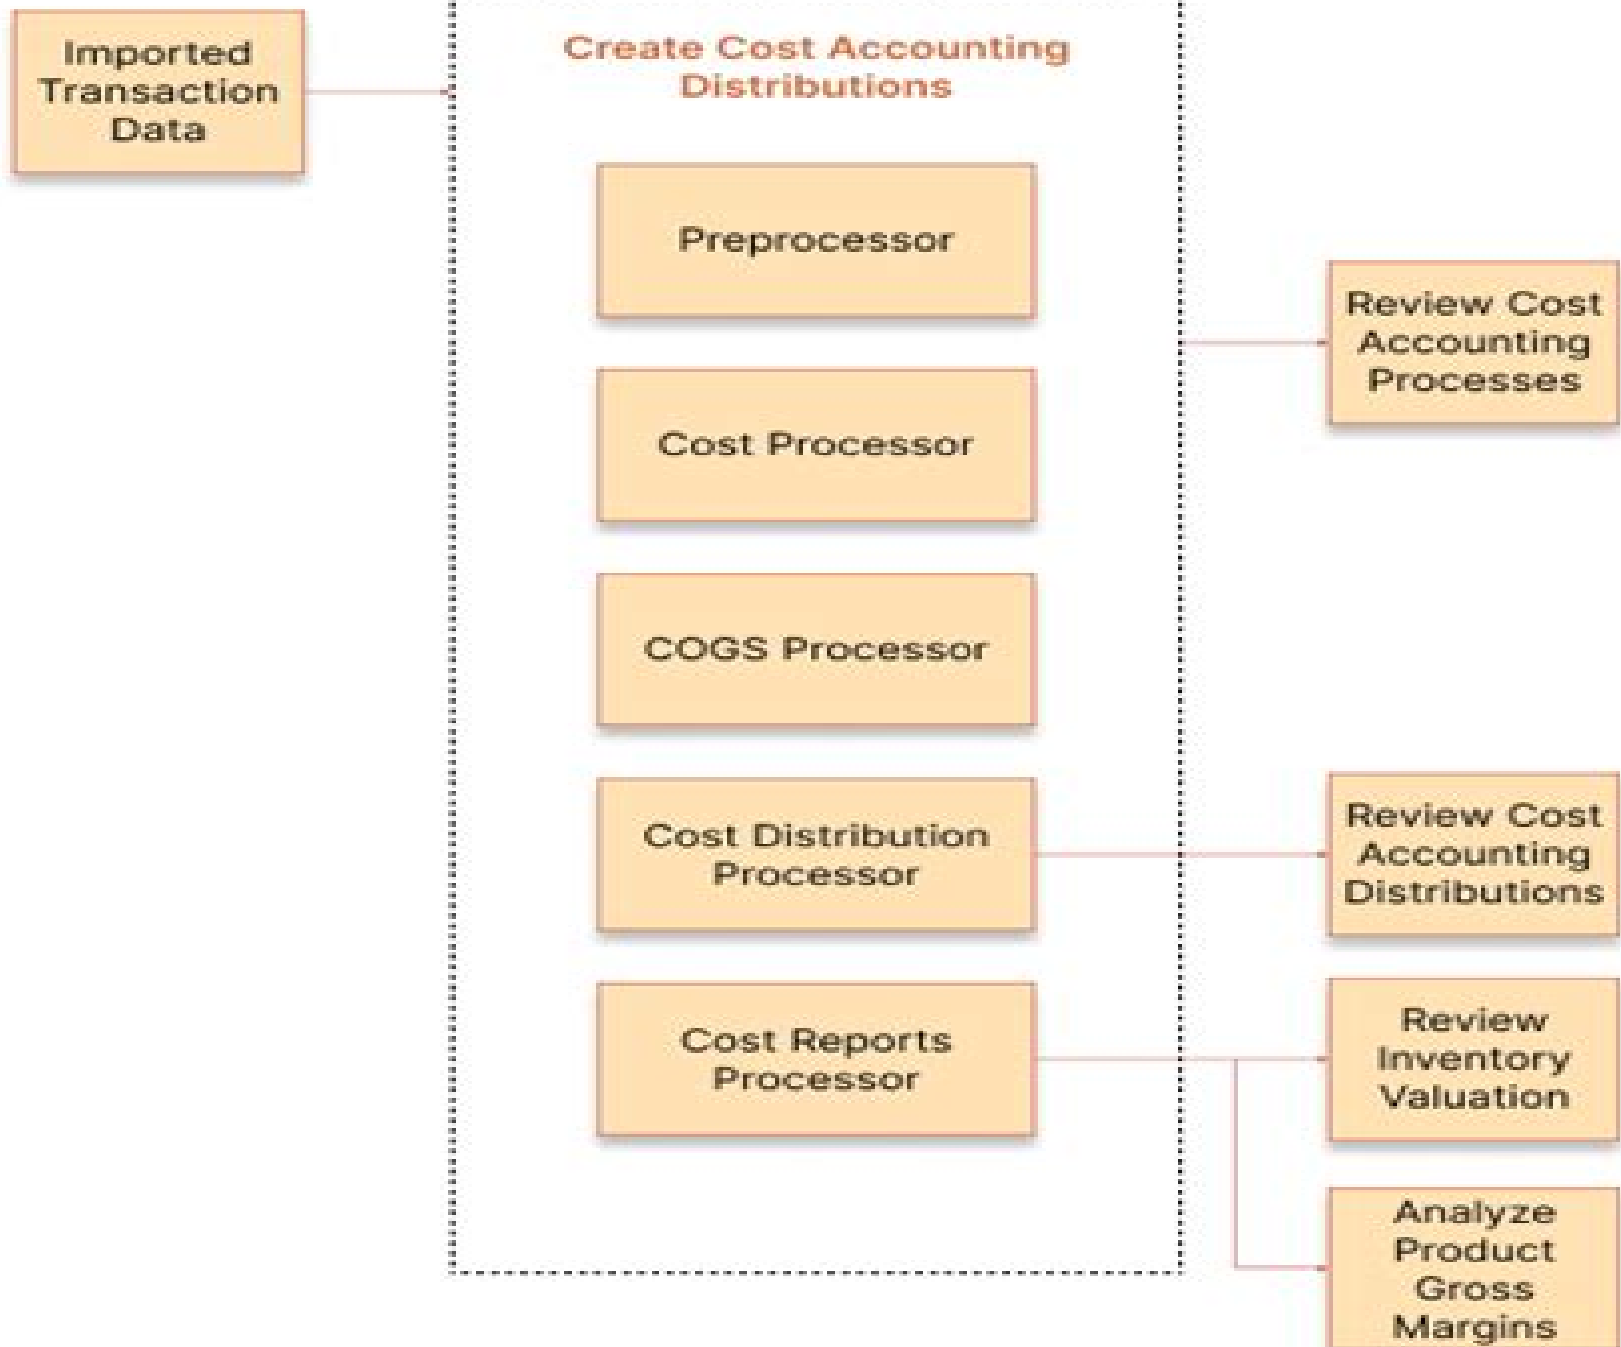 Imported
Transaction
Data
Create Cost Accounting
Distributions
Preprocessor
Cost Processor
COGS Processor
Cost Distribution
Processor
Cost Reports
Processor
Review Cost
Accounting
Processes
Review Cost
Accounting
Distributions
Review
Inventory
Valuation
Analyze
Product
Gross
Margins